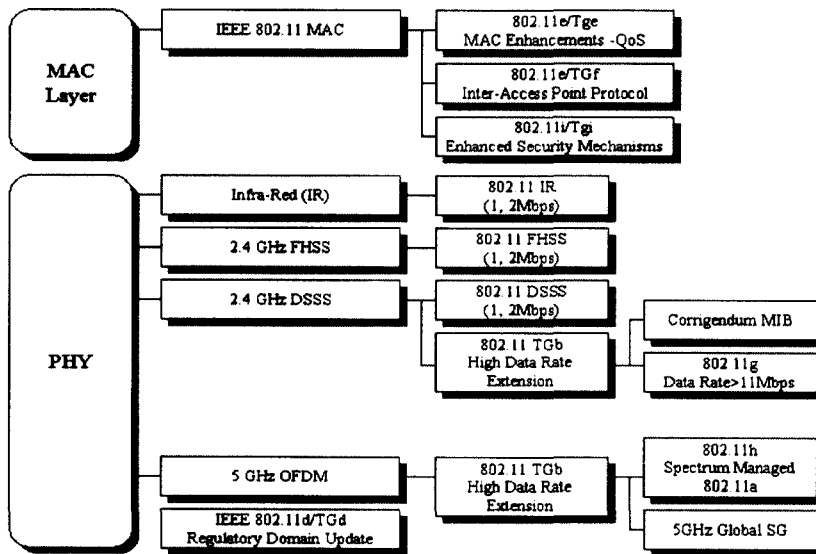 MAC
Layer
IEEE 802.11 MAC
802.11e/Tge
MAC Enhancements -QoS
802.11e/TGf
Inter-Access Point Protocol
802.11i/Tgi
Enhanced Security Mechanisms
PHY
Infra-Red (IR)
802.11 IR
(1, 2Mbps)
2.4 GHz FHSS
802.11 FHSS
(1, 2Mbps)
2.4 GHz DSSS
802.11 DSSS
(1, 2Mbps)
802.11 TGb
High Data Rate
Extension
Corrigendum MIB
802.11g
Data Rate>11Mbps
5 GHz OFDM
802.11 TGb
High Data Rate
Extension
802.11h
Spectrum Managed
802.11a
5GHz Global SG
IEEE 802.11d/TGd
Regulatory Domain Update